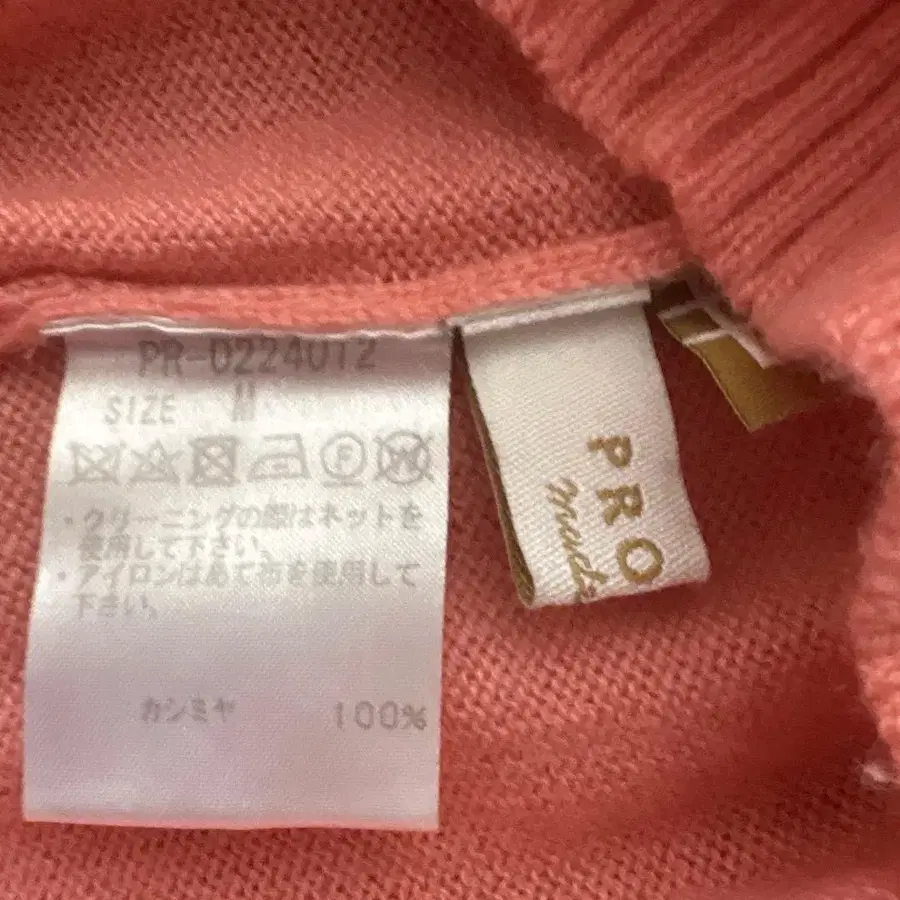 PR-0224012
SIZE M
・クリーニングの際はネットを
使用して下さい。
・アイロンはあて布を使用して
下さい。
カシミヤ 100%
PRO